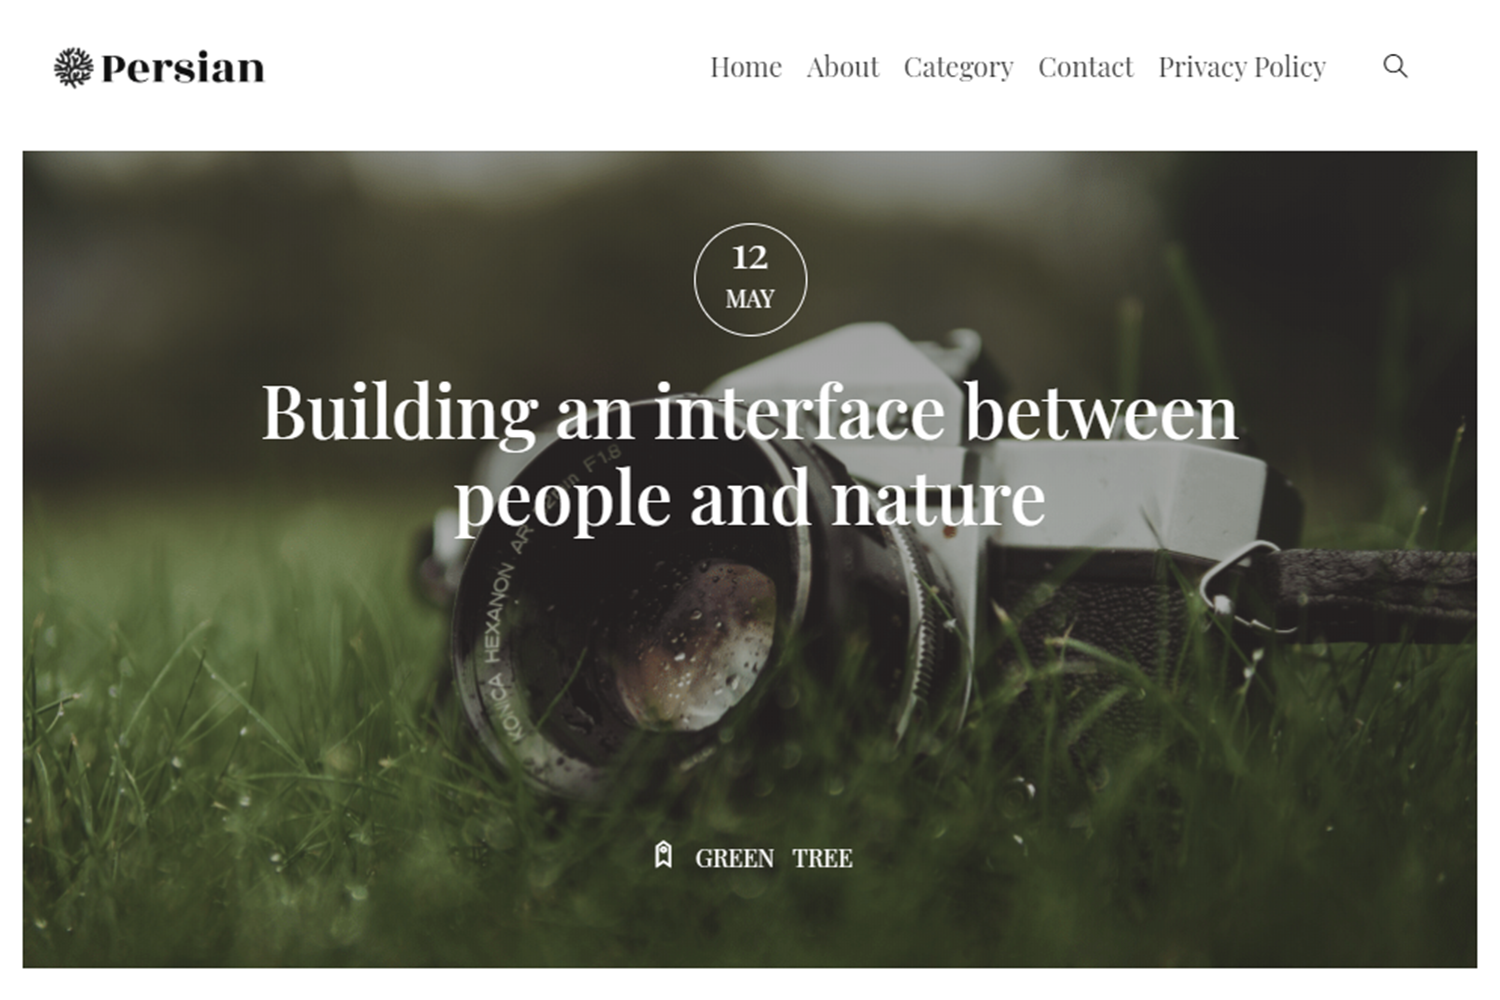 Persian
Home About Category Contact Privacy Policy
12
MAY
Building an interface between
people and nature
KONICA HEXANON AR F1.8
GREEN TREE